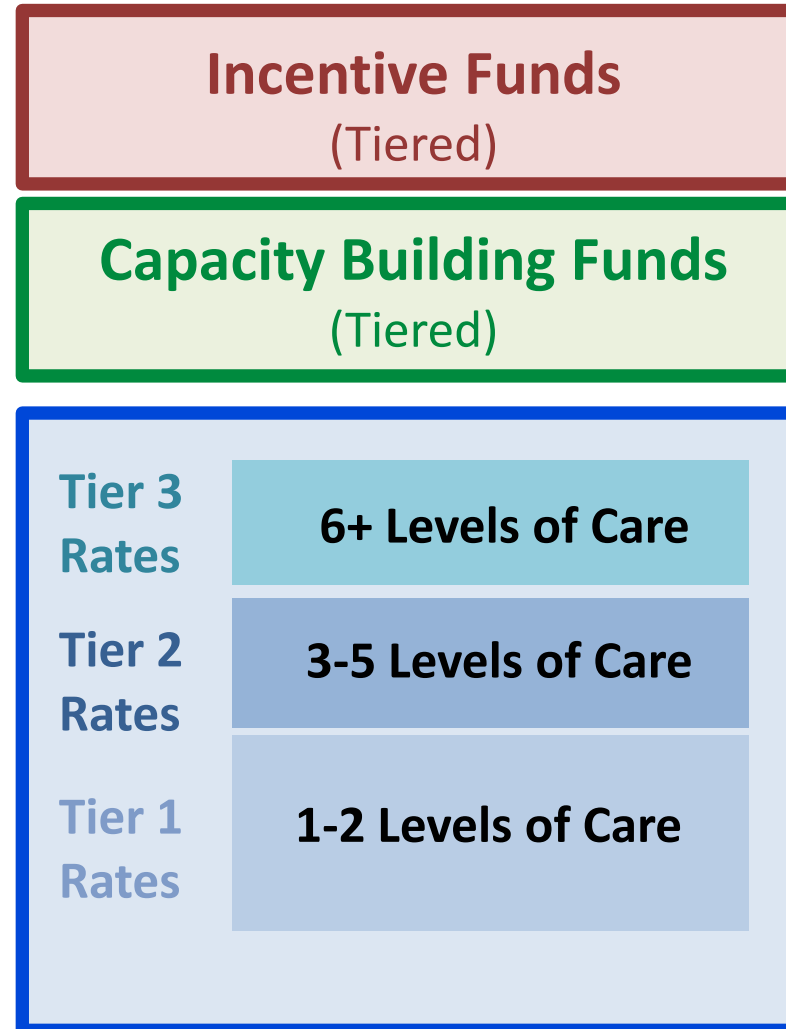 Incentive Funds
(Tiered)
Capacity Building Funds
(Tiered)
Tier 3
Rates
6+ Levels of Care
Tier 2
Rates
3-5 Levels of Care
Tier 1
Rates
1-2 Levels of Care